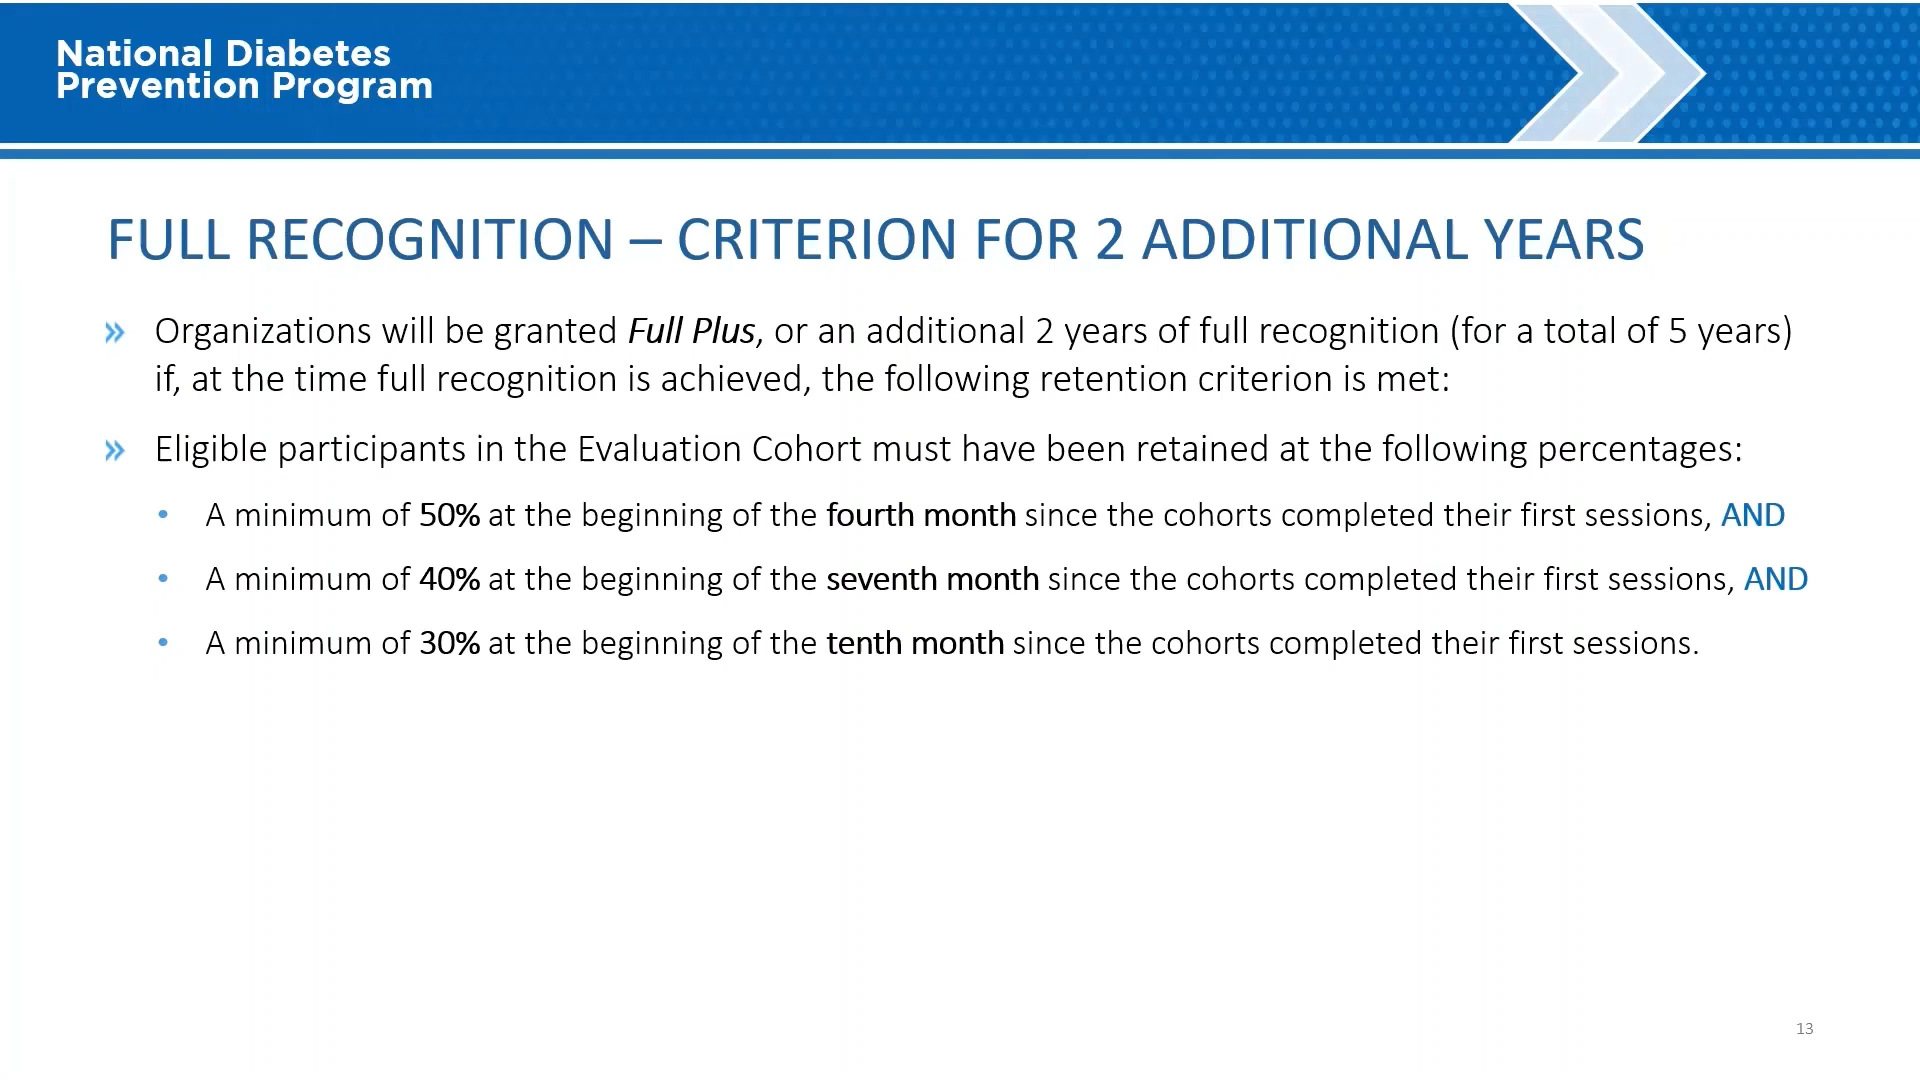 National Diabetes
Prevention Program
FULL RECOGNITION – CRITERION FOR 2 ADDITIONAL YEARS
» Organizations will be granted Full Plus, or an additional 2 years of full recognition (for a total of 5 years)
if, at the time full recognition is achieved, the following retention criterion is met:
» Eligible participants in the Evaluation Cohort must have been retained at the following percentages:
• A minimum of 50% at the beginning of the fourth month since the cohorts completed their first sessions, AND
• A minimum of 40% at the beginning of the seventh month since the cohorts completed their first sessions, AND
• A minimum of 30% at the beginning of the tenth month since the cohorts completed their first sessions.
13